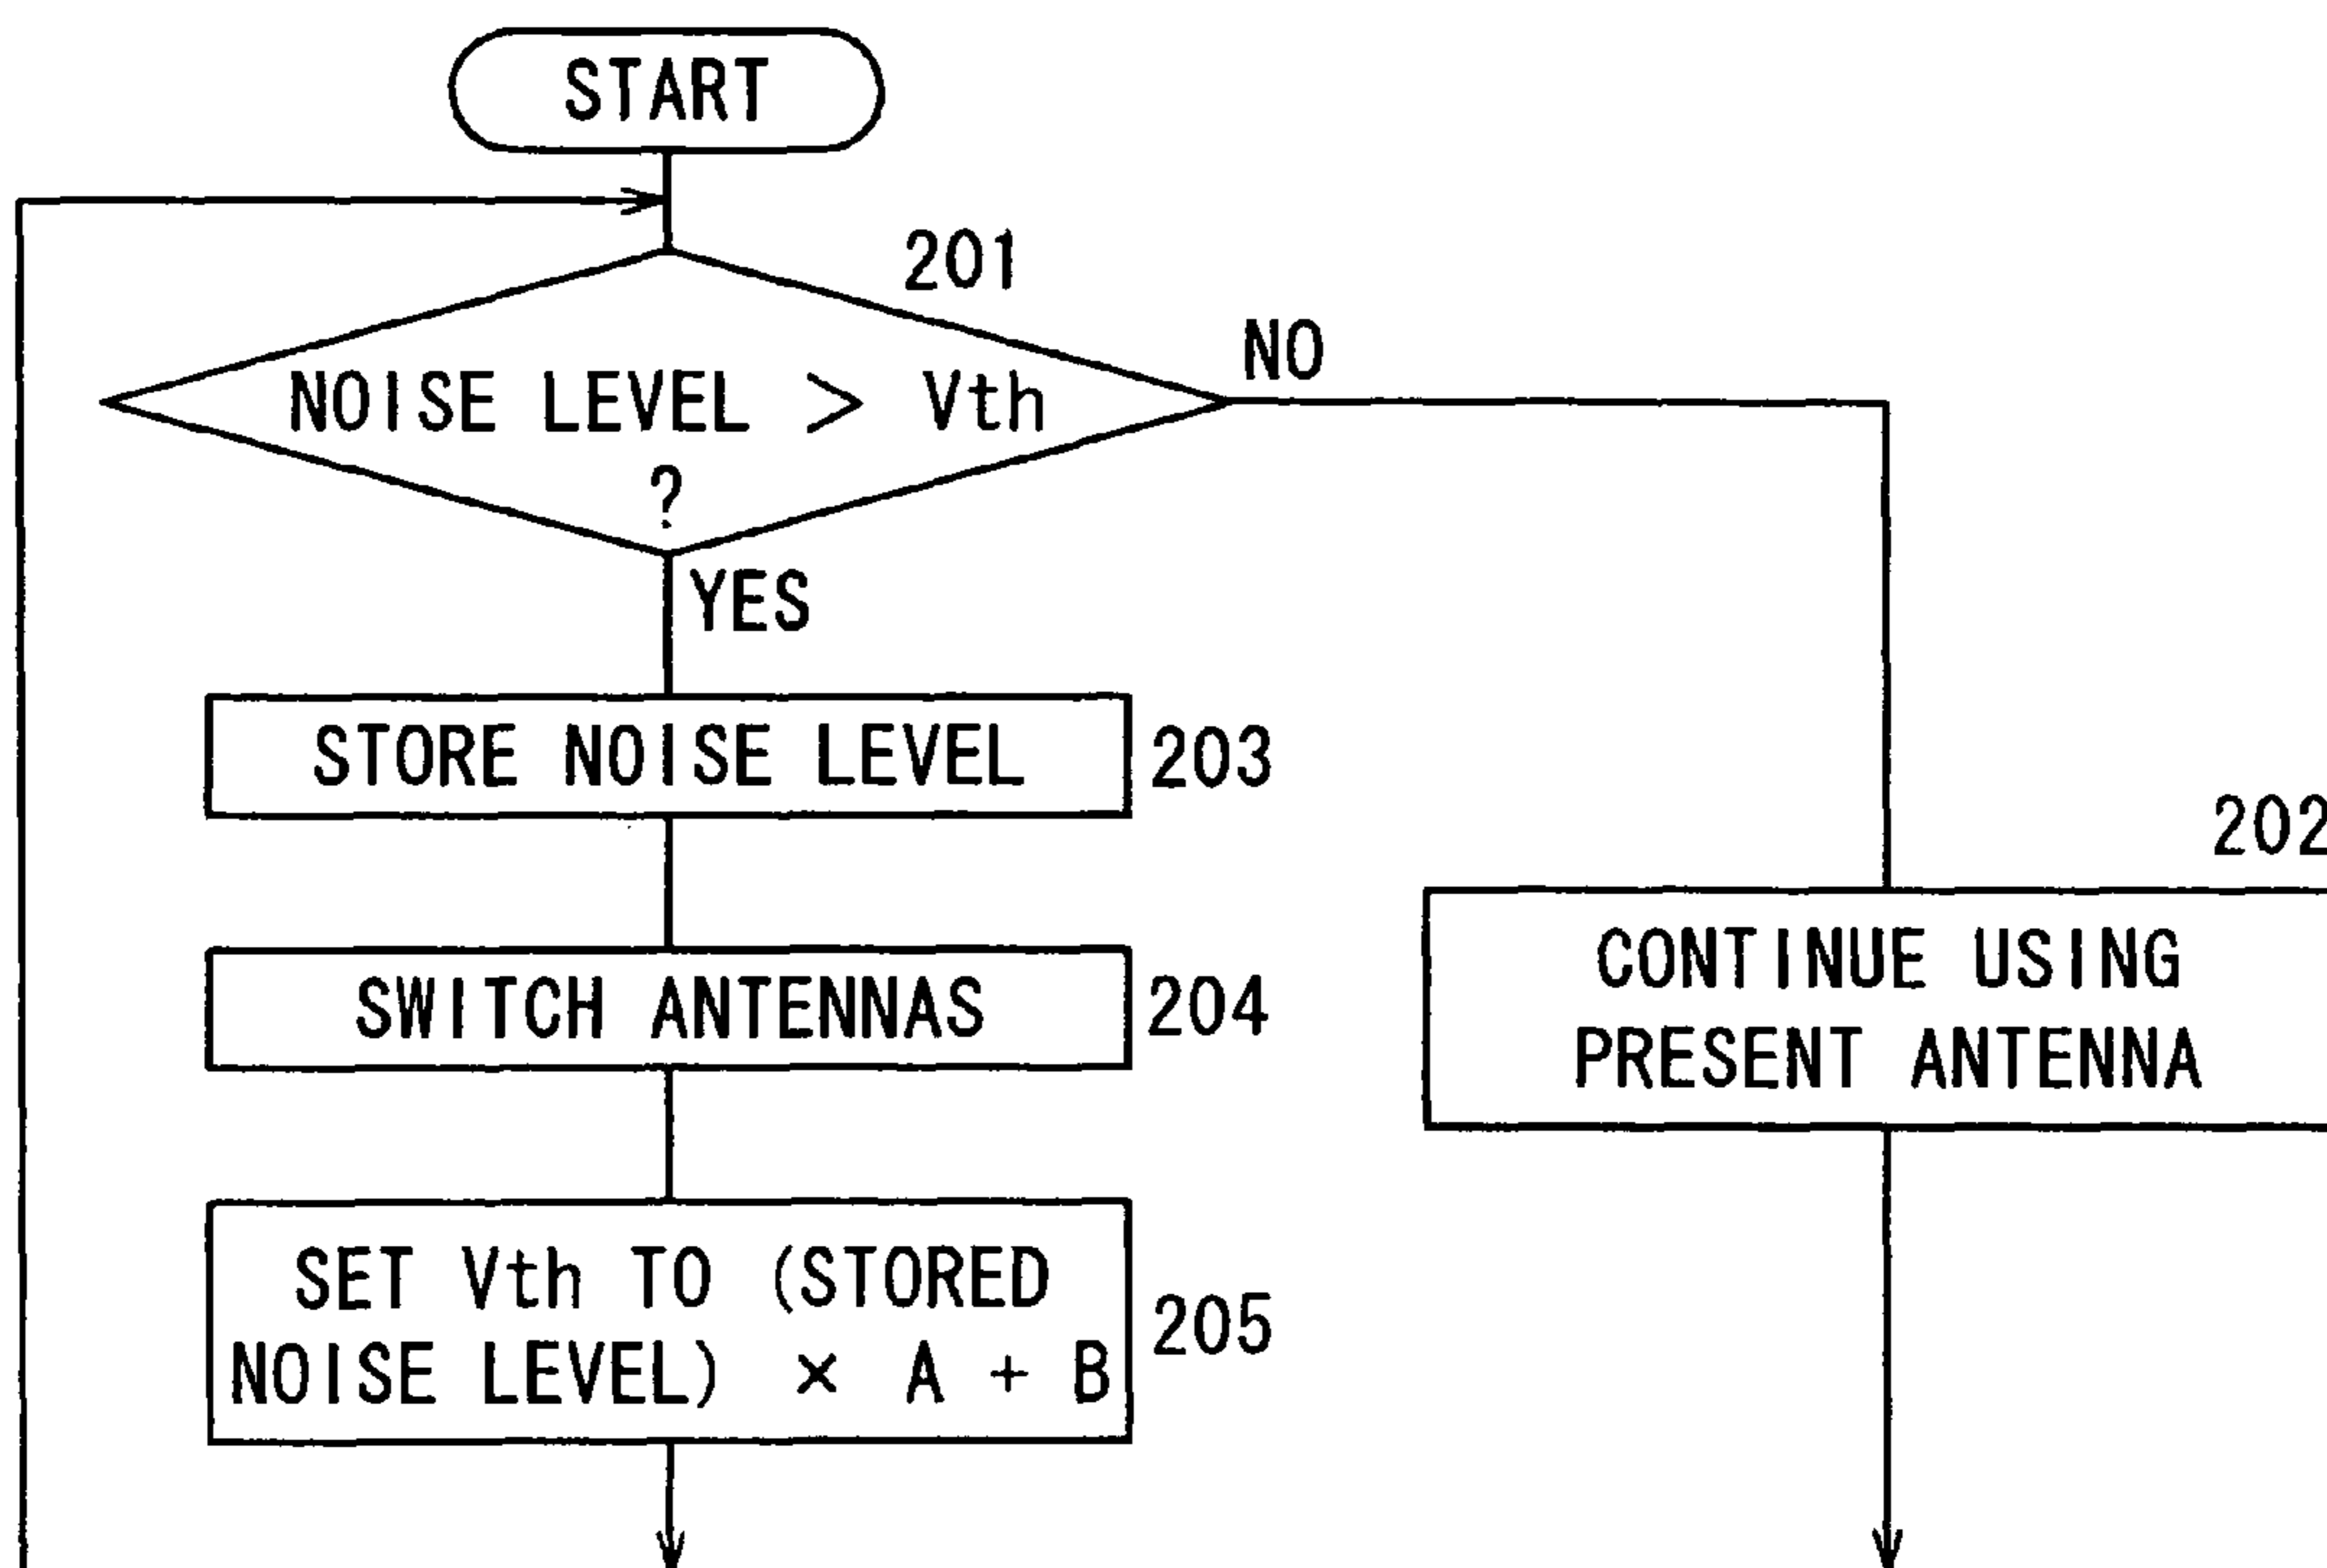 START
201
NO
NOISE LEVEL > Vth
?
YES
STORE NOISE LEVEL
203
202
SWITCH ANTENNAS
204
CONTINUE USING
PRESENT ANTENNA
SET Vth TO (STORED
NOISE LEVEL) × A + B
205